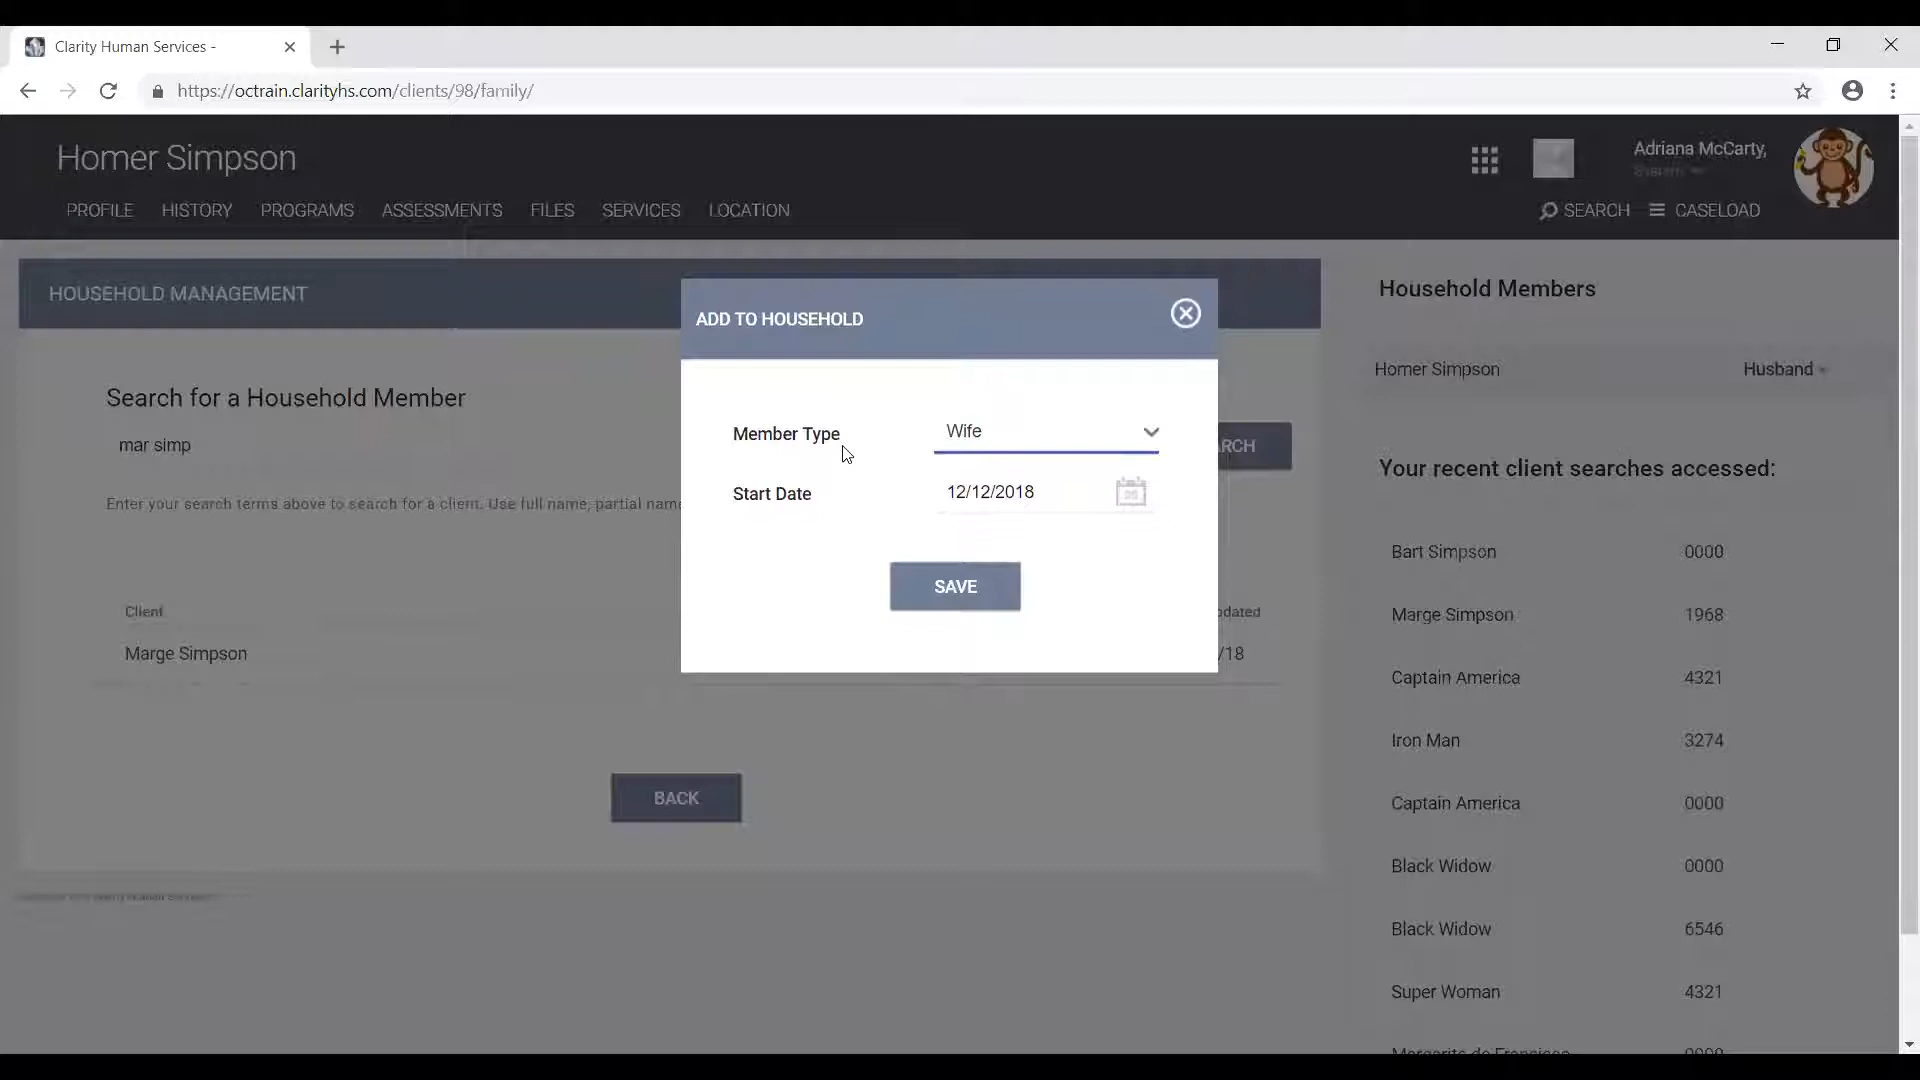 Clarity Human Services -
https://octrain.clarityhs.com/clients/98/family/
Homer Simpson
Adriana McCarty,
PROFILE HISTORY PROGRAMS ASSESSMENTS FILES SERVICES LOCATION
SEARCH CASELOAD
HOUSEHOLD MANAGEMENT
Search for a Household Member
mar simp
RCH
Enter your search terms above to search for a client. Use full name, partial name
Client
pdated
Marge Simpson
/18
BACK
ADD TO HOUSEHOLD
Member Type Wife
Start Date 12/12/2018
SAVE
Household Members
Homer Simpson Husband
Your recent client searches accessed:
Bart Simpson 0000
Marge Simpson 1968
Captain America 4321
Iron Man 3274
Captain America 0000
Black Widow 0000
Black Widow 6546
Super Woman 4321